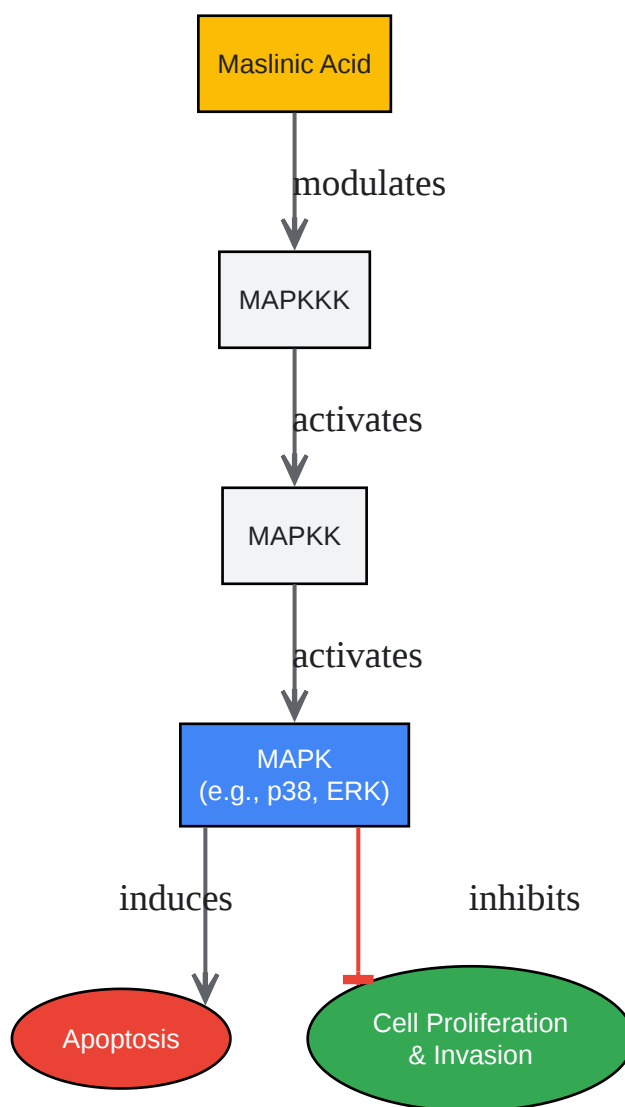 Maslinic Acid
modulates
MAPKKK
activates
MAPKK
activates
MAPK
(e.g., p38, ERK)
induces
inhibits
Apoptosis
Cell Proliferation
& Invasion